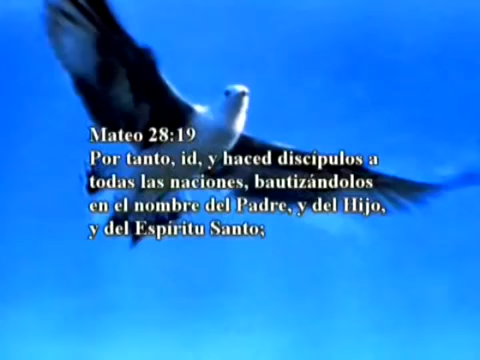 Mateo 28:19
Por tanto, id, y haced discípulos a
todas las naciones, bautizándolos
en el nombre del Padre, y del Hijo,
y del Espíritu Santo;